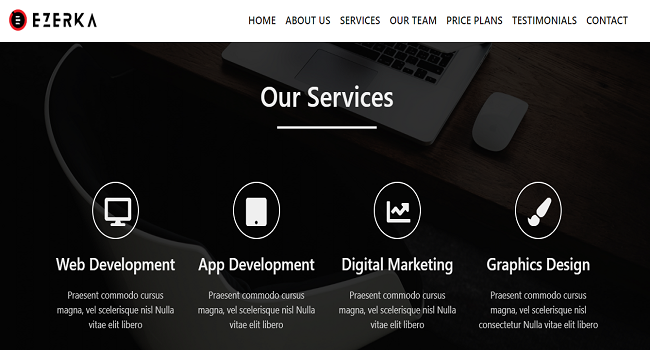 EZERKA
HOME ABOUT US SERVICES OUR TEAM PRICE PLANS TESTIMONIALS CONTACT
Our Services
Web Development
Praesent commodo cursus
magna, vel scelerisque nisl Nulla
vitae elit libero
App Development
Praesent commodo cursus
magna, vel scelerisque nisl Nulla
vitae elit libero
Digital Marketing
Praesent commodo cursus
magna, vel scelerisque nisl Nulla
vitae elit libero
Graphics Design
Praesent commodo cursus
magna, vel scelerisque nisl
consectetur Nulla vitae elit libero